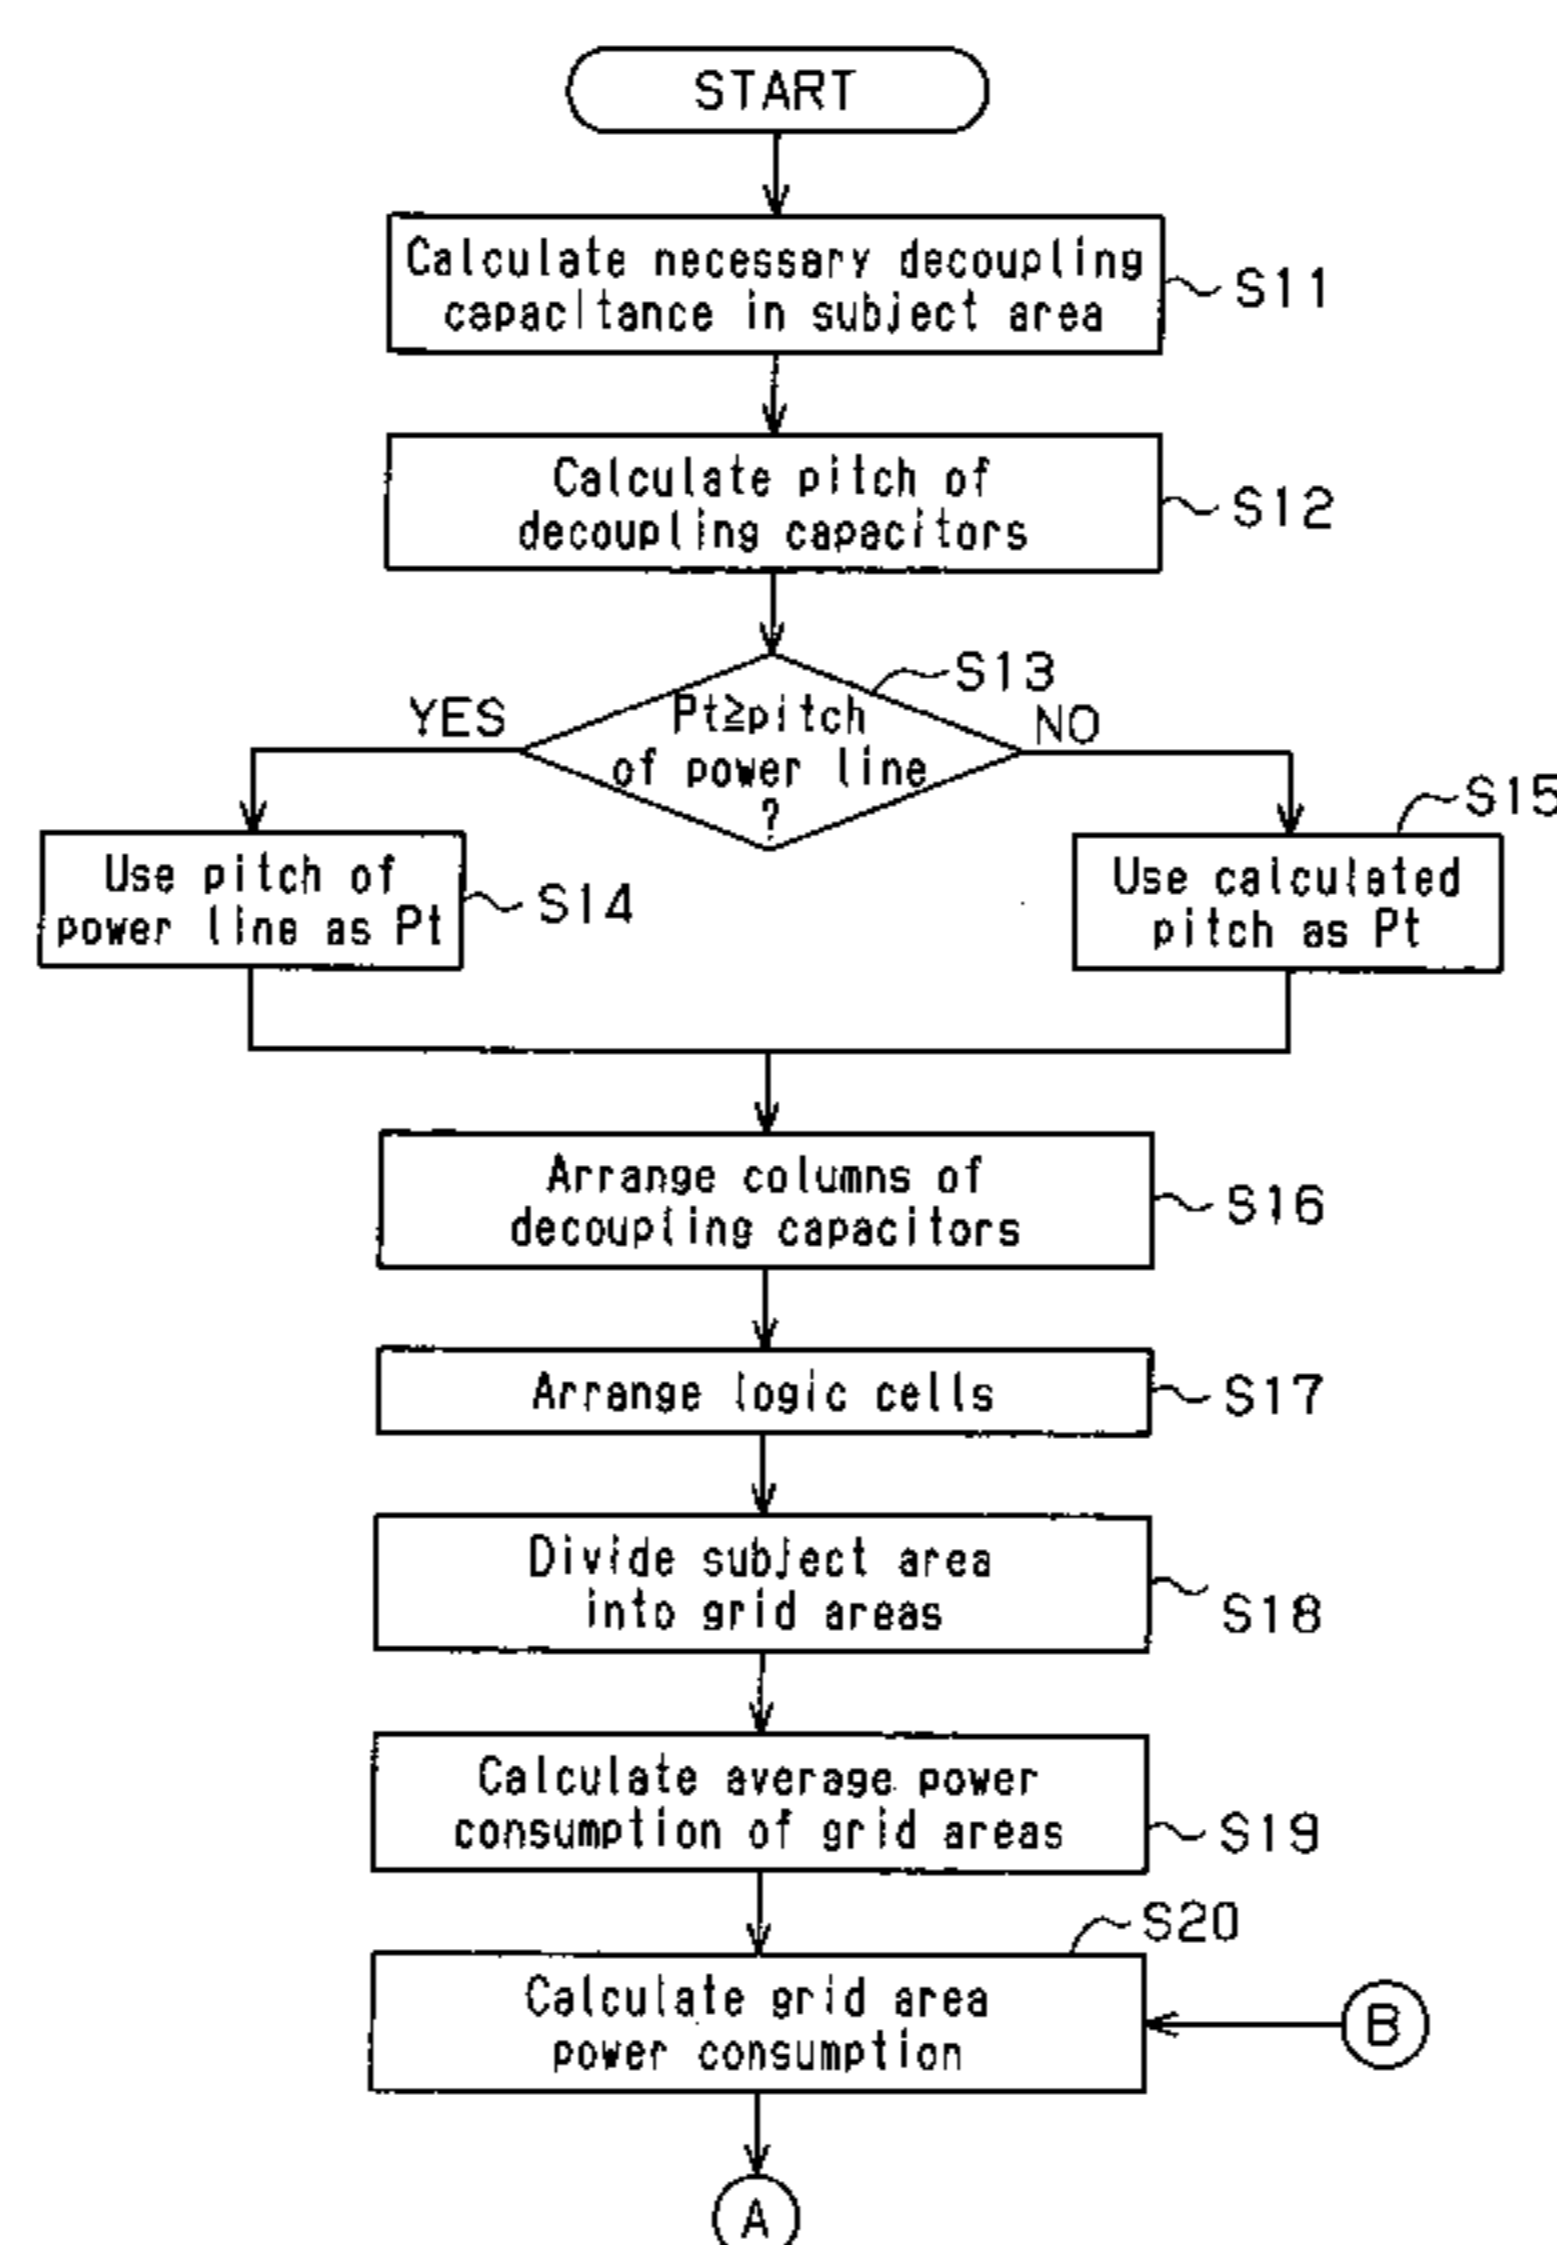 START
Calculate necessary decoupling
capacitance in subject area
S11
Calculate pitch of
decoupling capacitors
S12
S13
Pt≧pitch
of power line
?
YES
NO
Use pitch of
power line as Pt
S14
S15
Use calculated
pitch as Pt
Arrange columns of
decoupling capacitors
S16
Arrange logic cells
S17
Divide subject area
into grid areas
S18
Calculate average power
consumption of grid areas
S19
S20
Calculate grid area
power consumption
B
A